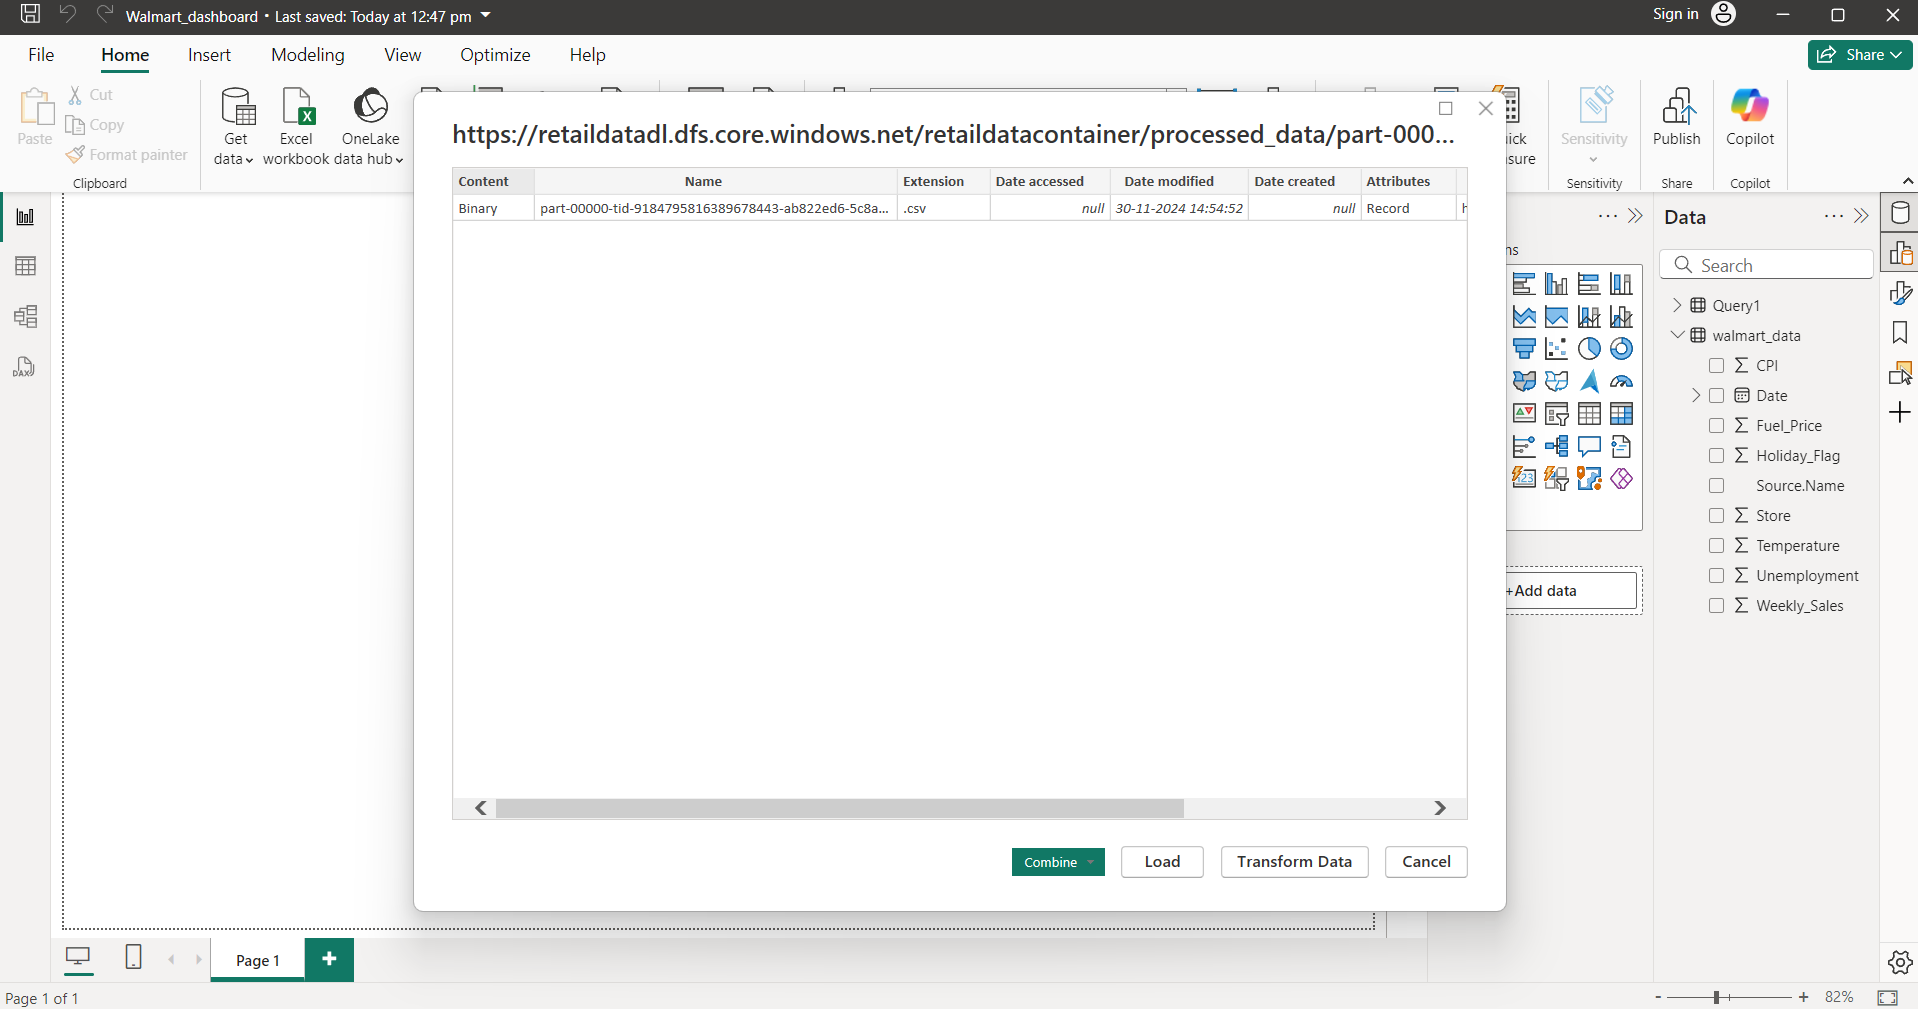 Walmart_dashboard • Last saved: Today at 12:47 pm
Sign in
File Home Insert Modeling View Optimize Help
Share
Paste
Cut
Copy
Format painter
Clipboard
Get data
Excel workbook
OneLake data hub
Sensitivity
Sensitivity
Publish
Share
Copilot
Copilot
https://retaildatadl.dfs.core.windows.net/retaildatacontainer/processed_data/part-000...
Content Name Extension Date accessed Date modified Date created Attributes
Binary part-00000-tid-9184795816389678443-ab822ed6-5c8a... .csv null 30-11-2024 14:54:52 null Record
Combine Load Transform Data Cancel
+Add data
Data
Search
Query1
walmart_data
CPI
Date
Fuel_Price
Holiday_Flag
Source.Name
Store
Temperature
Unemployment
Weekly_Sales
DAX
123
Page 1
Page 1 of 1
- + 82%